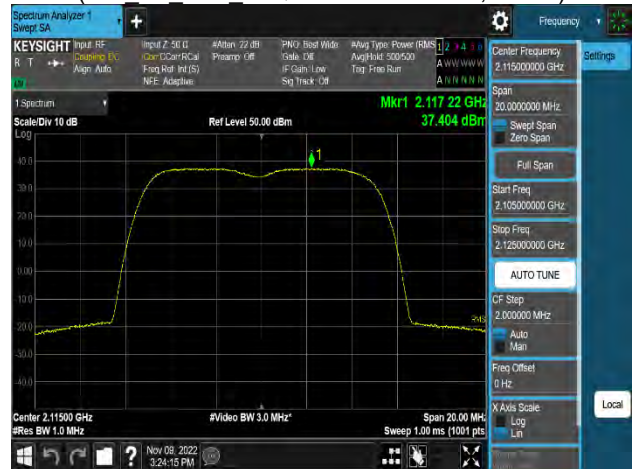 Spectrum Analyzer 1
Swept SA
+
Frequency
KEYSIGHT
R T
LNI
Input: RF
Coupling: DC
Align: Auto
Input Z: 50 Ω
Corr CCorr RCal
Freq Ref: Int (S)
NFE: Adaptive
#Atten: 22 dB
Preamp: Off
PNO: Best Wide
Gate: Off
IF Gain: Low
Sig Track: Off
#Avg Type: Power (RMS
Avg|Hold: 500/500
Trig: Free Run
1 2 3 4 5 6
A W W W W W
A N N N N N
1 Spectrum
Scale/Div 10 dB
Log
Ref Level 50.00 dBm
Mkr1 2.117 22 GHz
37.404 dBm
1
40.0
30.0
20.0
10.0
0.00
-10.0
-20.0
-30.0
-40.0
RMS
Center 2.11500 GHz
#Res BW 1.0 MHz
#Video BW 3.0 MHz*
Span 20.00 MHz
Sweep 1.00 ms (1001 pts
Center Frequency
2.115000000 GHz
Settings
Span
20.0000000 MHz
Swept Span
Zero Span
Full Span
Start Freq
2.105000000 GHz
Stop Freq
2.125000000 GHz
AUTO TUNE
CF Step
2.000000 MHz
Auto
Man
Freq Offset
0 Hz
X Axis Scale
Log
Lin
Local
?
Nov 09, 2022
3:24:15 PM